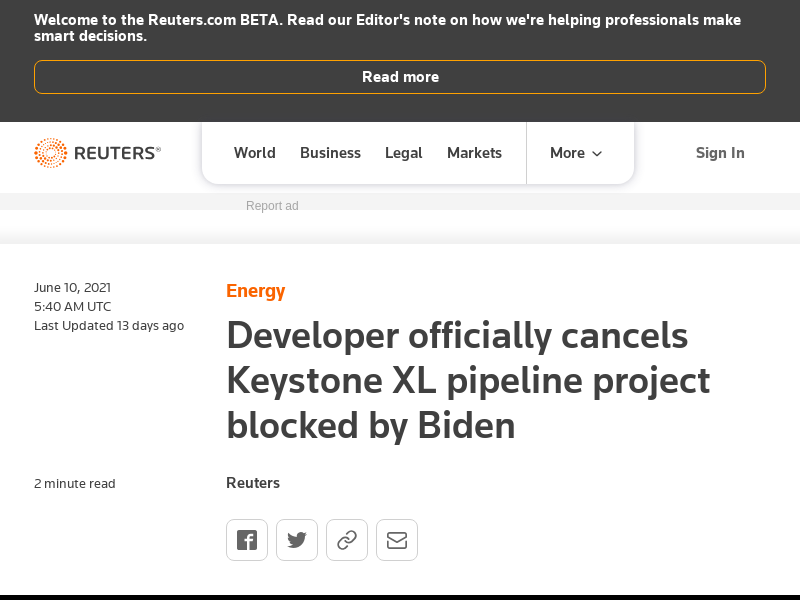 Welcome to the Reuters.com BETA. Read our Editor's note on how we're helping professionals make
smart decisions.
Read more
REUTERS®
World
Business
Legal
Markets
More
Sign In
Report ad
June 10, 2021
5:40 AM UTC
Last Updated 13 days ago
Energy
Developer officially cancels
Keystone XL pipeline project
blocked by Biden
2 minute read
Reuters